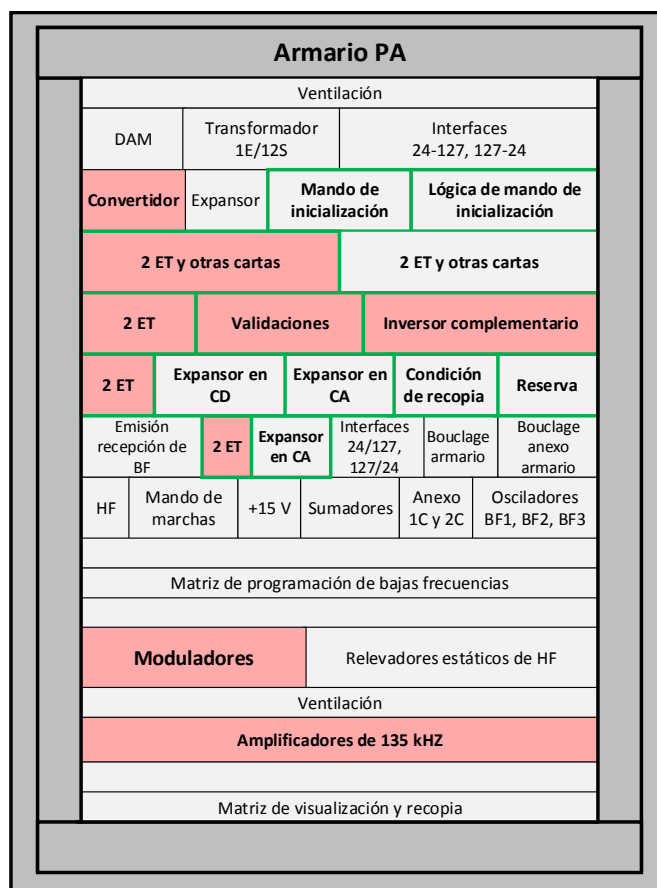 Armario PA
Ventilación
DAM
Transformador
1E/12S
Interfaces
24-127, 127-24
Convertidor
Expansor
Mando de
inicialización
Lógica de mando de
inicialización
2 ET y otras cartas
2 ET y otras cartas
2 ET
Validaciones
Inversor complementario
2 ET
Expansor en
CD
Expansor en
CA
Condición
de recopia
Reserva
Emisión
recepción de
BF
2 ET
Expansor
en CA
Interfaces
24/127,
127/24
Bouclage
armario
Bouclage
anexo
armario
HF
Mando de
marchas
+15 V
Sumadores
Anexo
1C y 2C
Osciladores
BF1, BF2, BF3
Matriz de programación de bajas frecuencias
Moduladores
Relevadores estáticos de HF
Ventilación
Amplificadores de 135 kHZ
Matriz de visualización y recopia